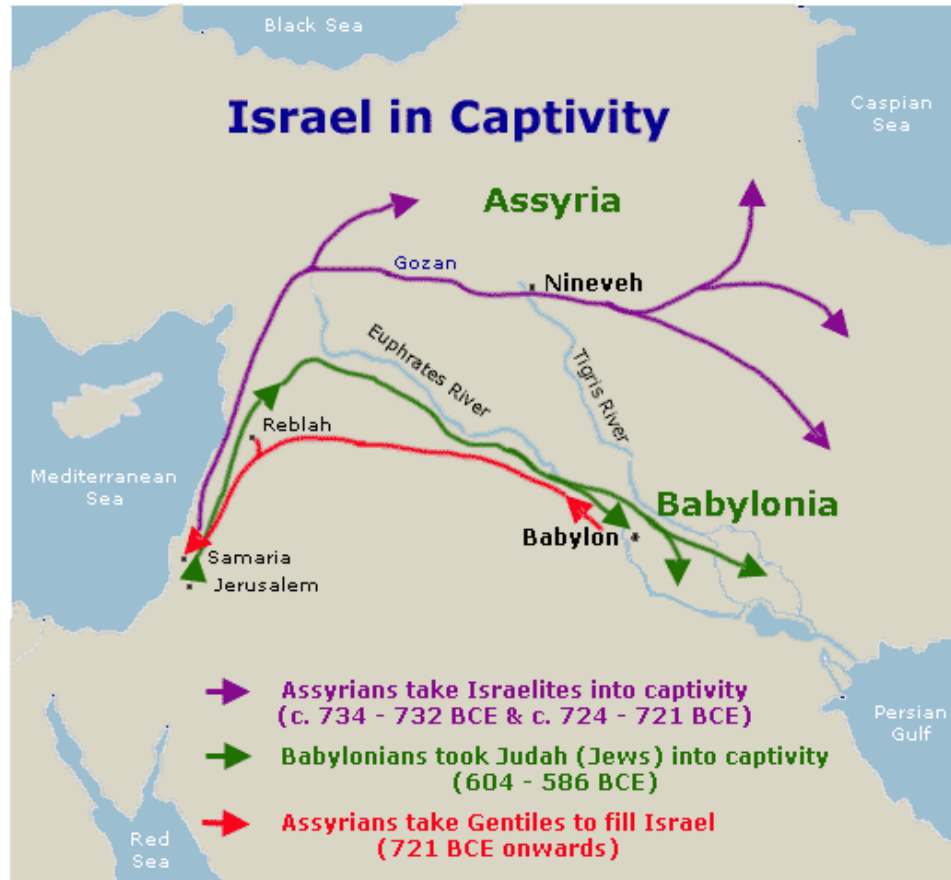 Black Sea
Israel in Captivity
Caspian
Sea
Assyria
Gozan
Nineveh
Euphrates River
Tigris River
Reblah
Mediterranean
Sea
Babylonia
Babylon
Samaria
Jerusalem
Assyrians take Israelites into captivity
(c. 734 - 732 BCE & c. 724 - 721 BCE)
Persian
Gulf
Babylonians took Judah (Jews) into captivity
(604 - 586 BCE)
Assyrians take Gentiles to fill Israel
(721 BCE onwards)
Red
Sea